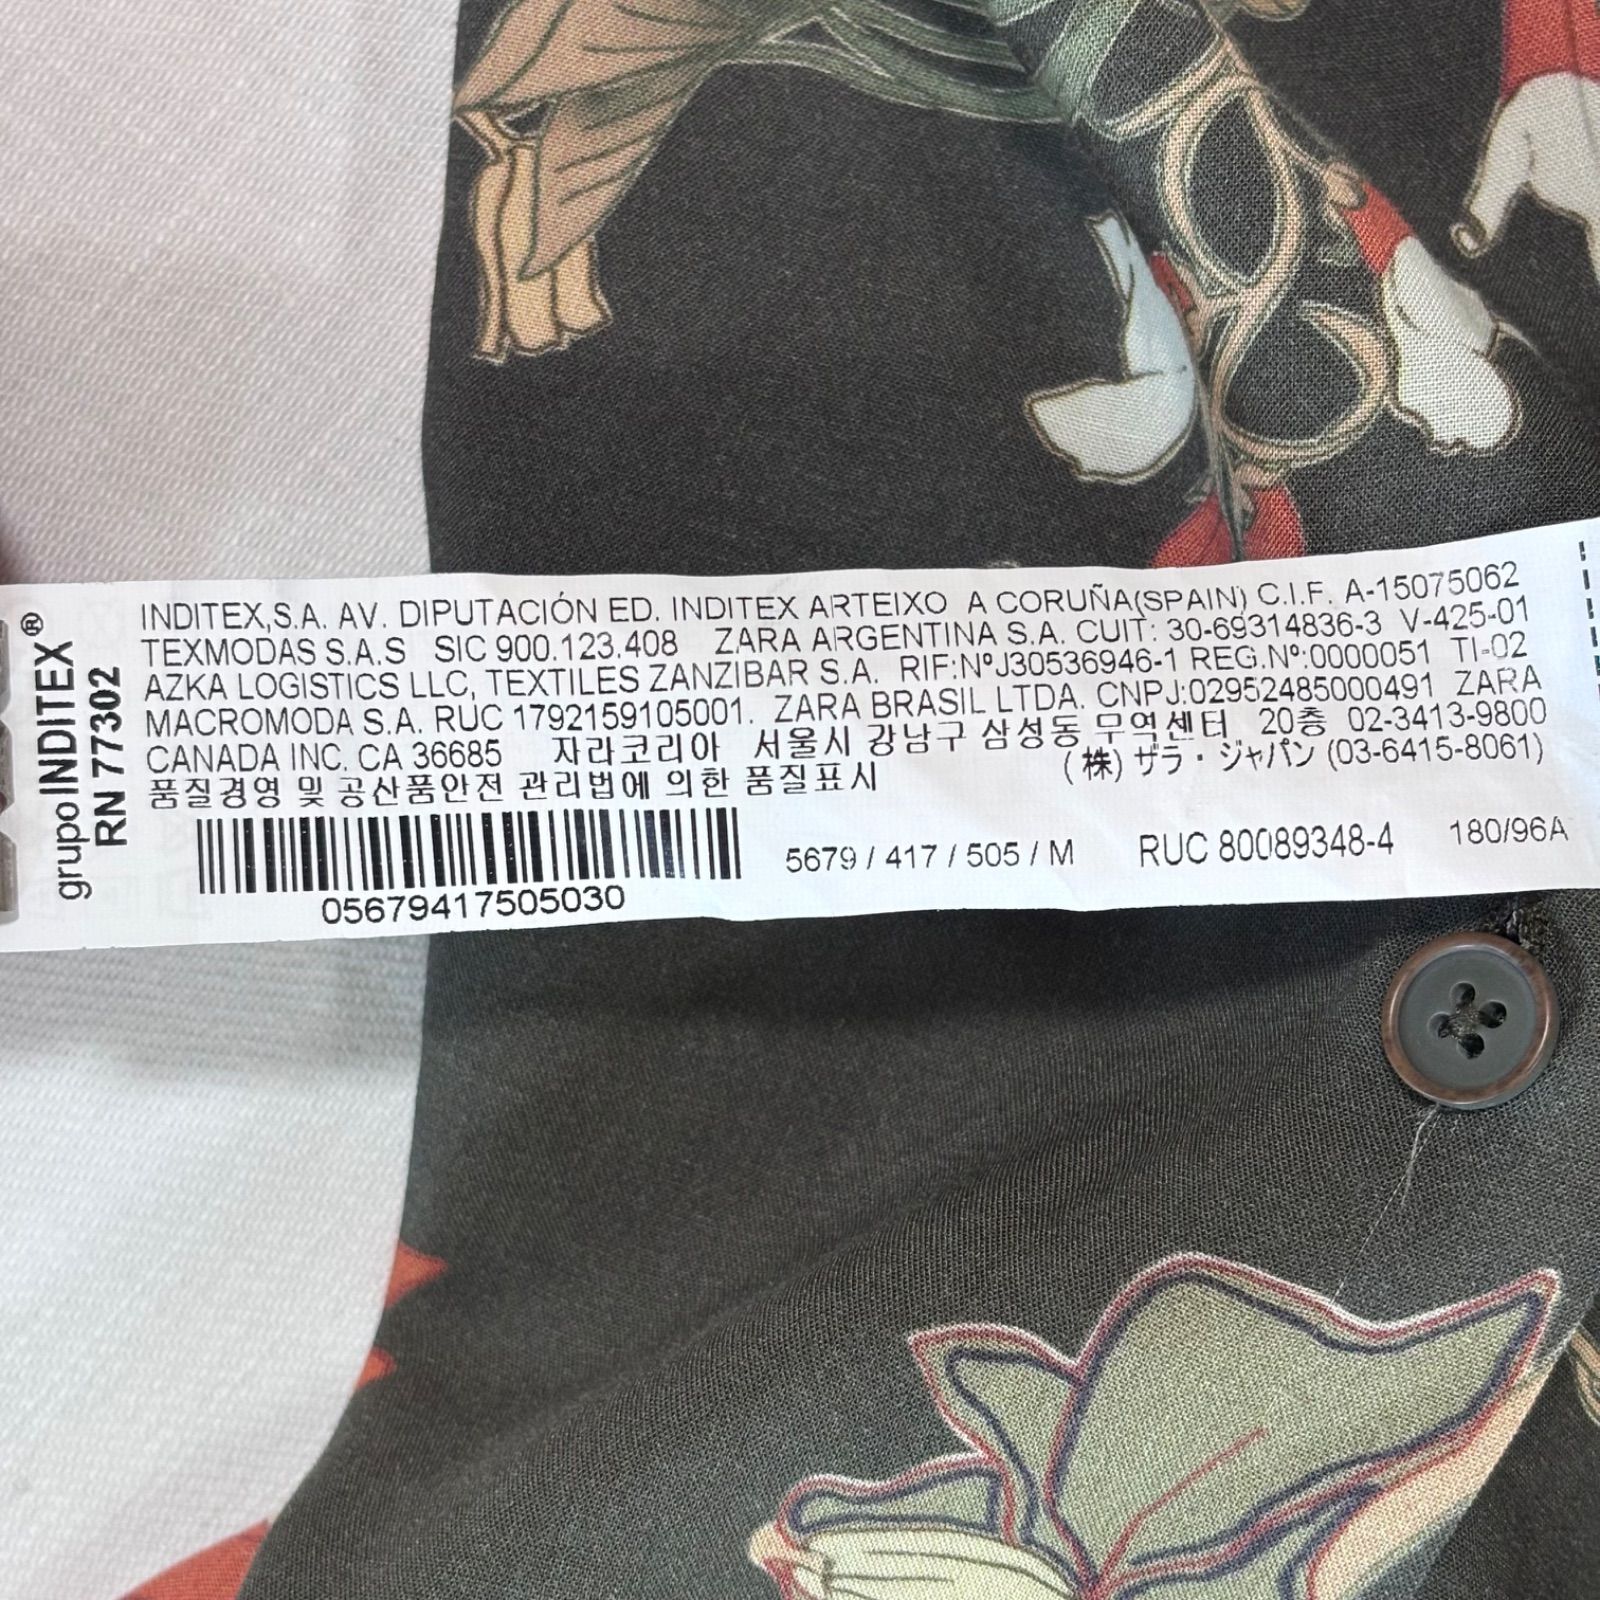 grupo INDITEX®
RN 77302
INDITEX,S.A. AV. DIPUTACIÓN ED. INDITEX ARTEIXO A CORUÑA(SPAIN) C.I.F. A-15075062
TEXMODAS S.A.S SIC 900.123.408 ZARA ARGENTINA S.A. CUIT: 30-69314836-3 V-425-01
AZKA LOGISTICS LLC, TEXTILES ZANZIBAR S.A. RIF:NºJ30536946-1 REG.Nº:0000051 TI-02
MACROMODA S.A. RUC 1792159105001. ZARA BRASIL LTDA. CNPJ:02952485000491 ZARA
CANADA INC. CA 36685 자라코리아 서울시 강남구 삼성동 무역센터 20층 02-3413-9800
품질경영 및 공산품안전 관리법에 의한 품질표시 (株) ザラ・ジャパン (03-6415-8061)
05679417505030
5679 / 417 / 505 / M RUC 80089348-4 180/96A